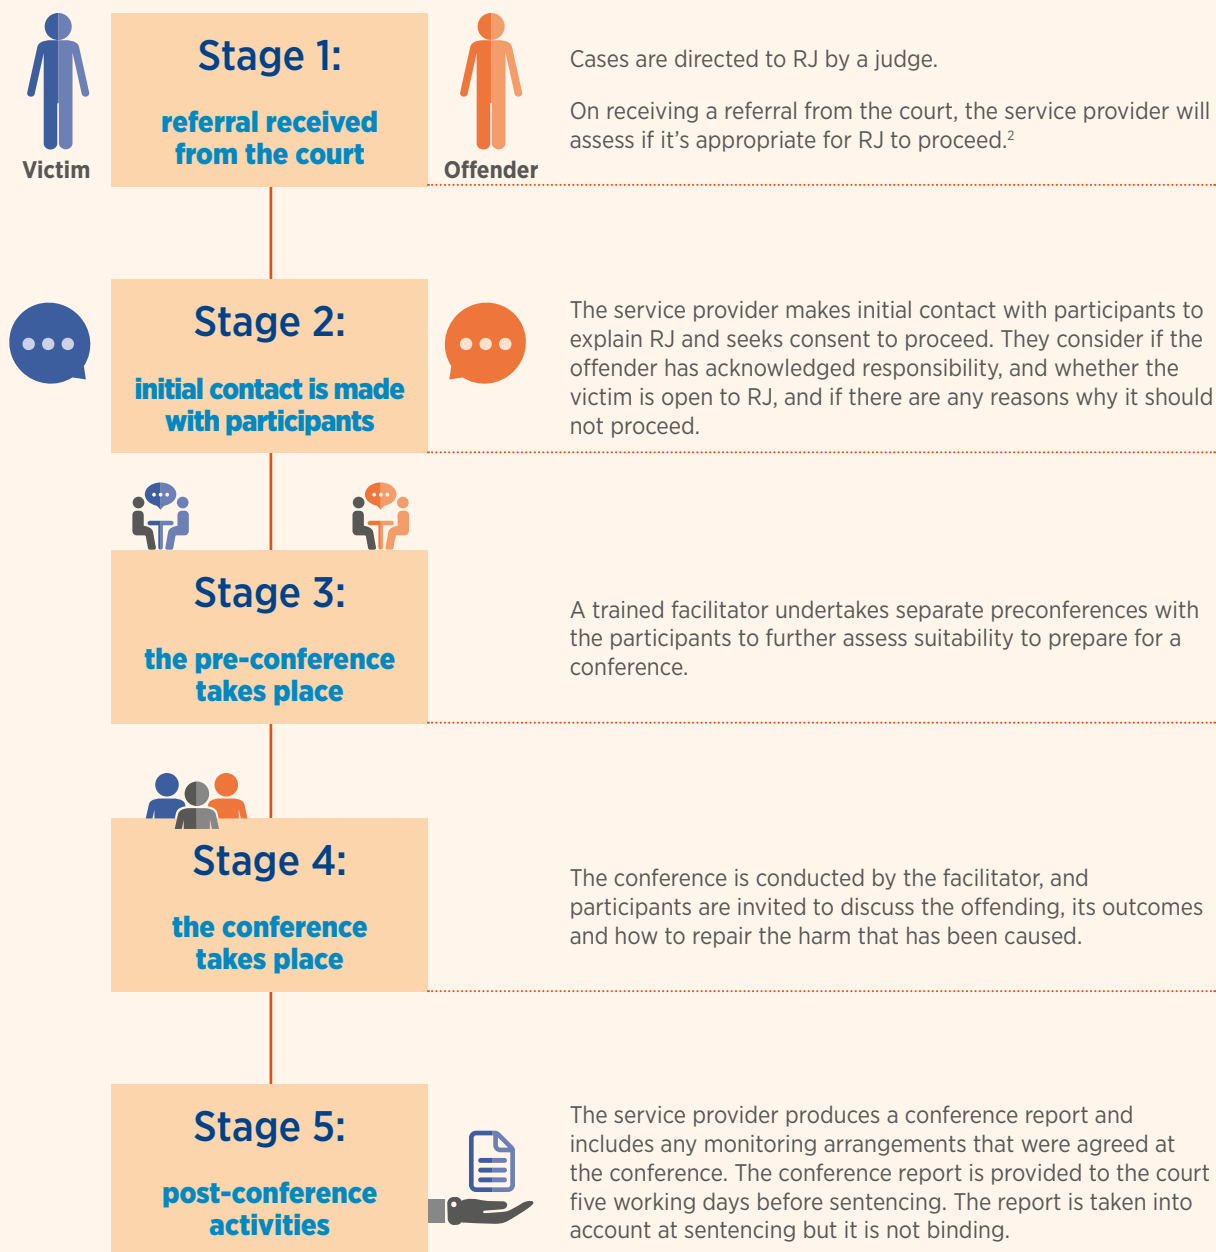 Stage 1:
referral received
from the court
Victim
Offender
Cases are directed to RJ by a judge.
On receiving a referral from the court, the service provider will
assess if it's appropriate for RJ to proceed.2
Stage 2:
initial contact is made
with participants
The service provider makes initial contact with participants to
explain RJ and seeks consent to proceed. They consider if the
offender has acknowledged responsibility, and whether the
victim is open to RJ, and if there are any reasons why it should
not proceed.
Stage 3:
the pre-conference
takes place
A trained facilitator undertakes separate preconferences with
the participants to further assess suitability to prepare for a
conference.
Stage 4:
the conference
takes place
The conference is conducted by the facilitator, and
participants are invited to discuss the offending, its outcomes
and how to repair the harm that has been caused.
Stage 5:
post-conference
activities
The service provider produces a conference report and
includes any monitoring arrangements that were agreed at
the conference. The conference report is provided to the court
five working days before sentencing. The report is taken into
account at sentencing but it is not binding.